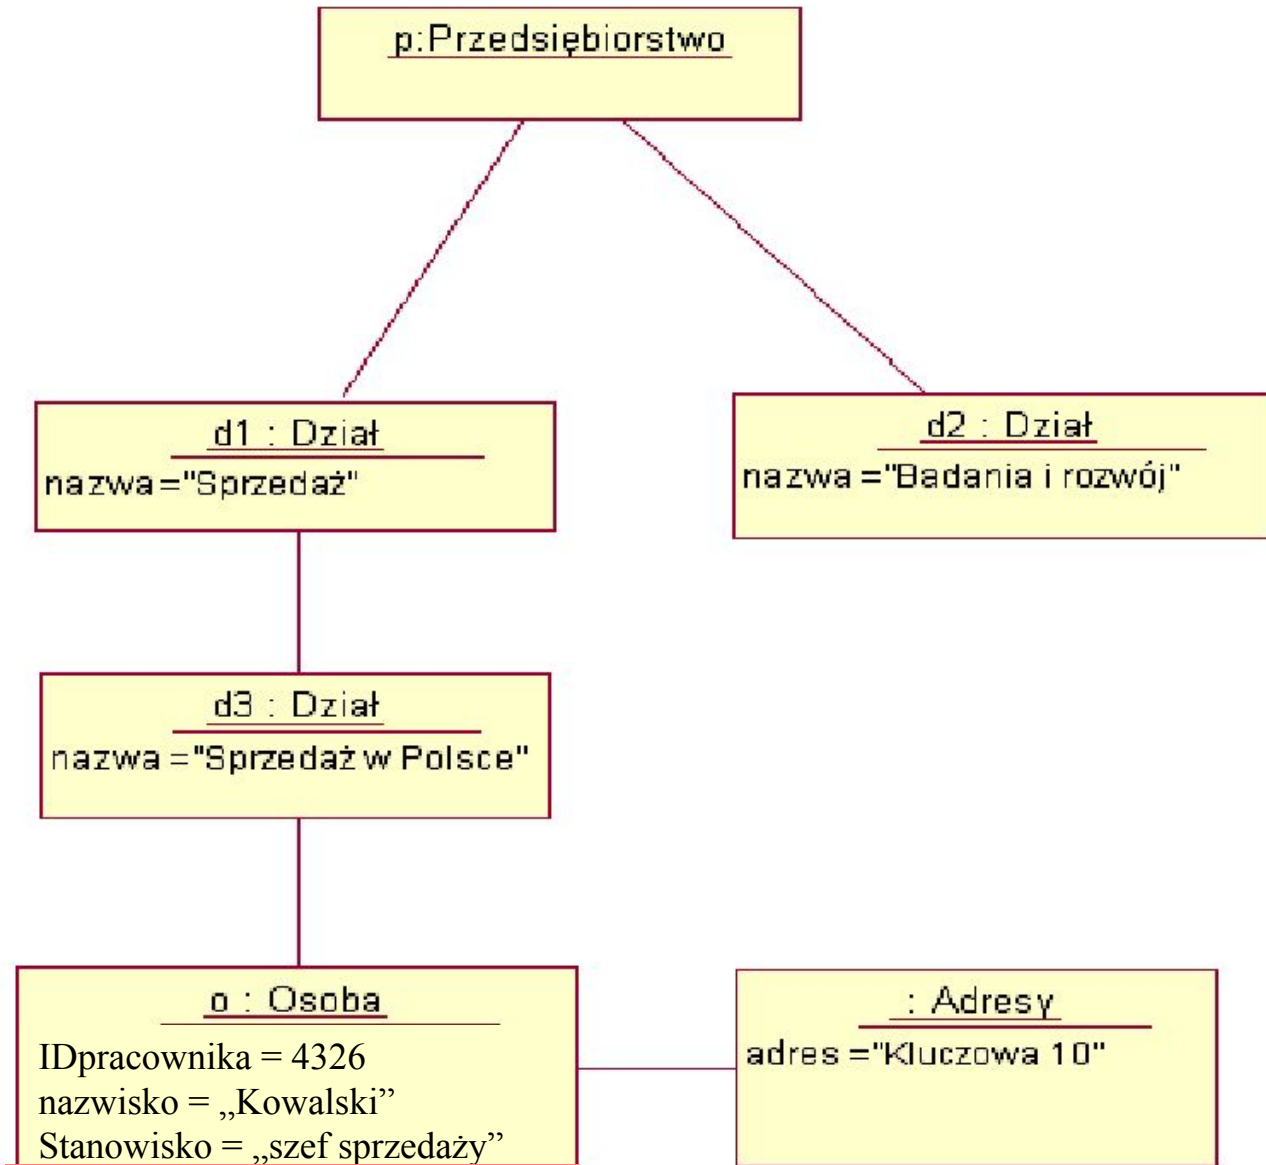 p:Przedsiębiorstwo
d1 : Dział
nazwa ="Sprzedaż"
d2 : Dział
nazwa ="Badania i rozwój"
d3 : Dział
nazwa ="Sprzedaż w Polsce"
o : Osoba
IDpracownika = 4326
nazwisko = „Kowalski”
Stanowisko = „szef sprzedaży”
: Adresy
adres ="Kluczowa 10"